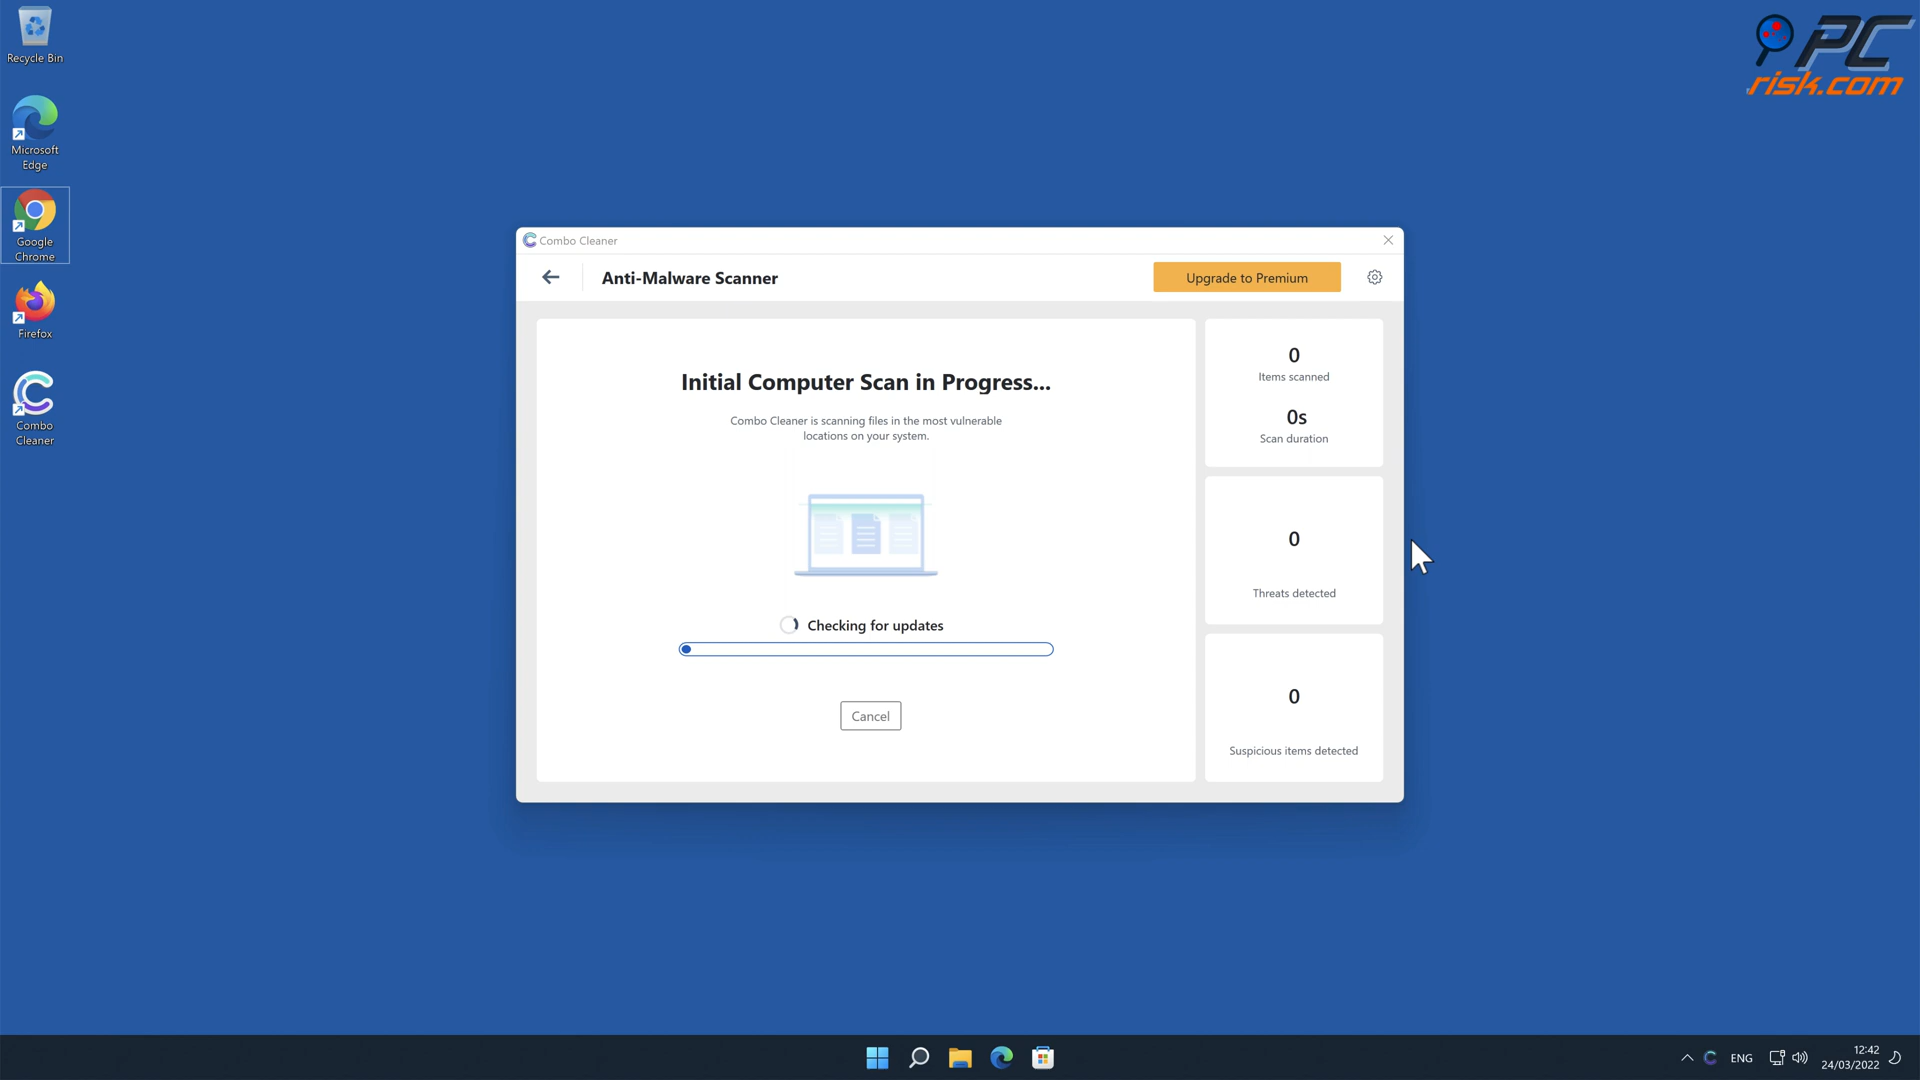 Recycle Bin
Microsoft
Edge
Google
Chrome
Firefox
Combo
Cleaner
PC
risk.com
Combo Cleaner
Anti-Malware Scanner
Upgrade to Premium
Initial Computer Scan in Progress...
Combo Cleaner is scanning files in the most vulnerable
locations on your system.
Checking for updates
Cancel
0
Items scanned
0s
Scan duration
0
Threats detected
0
Suspicious items detected
ENG
12:42
24/03/2022